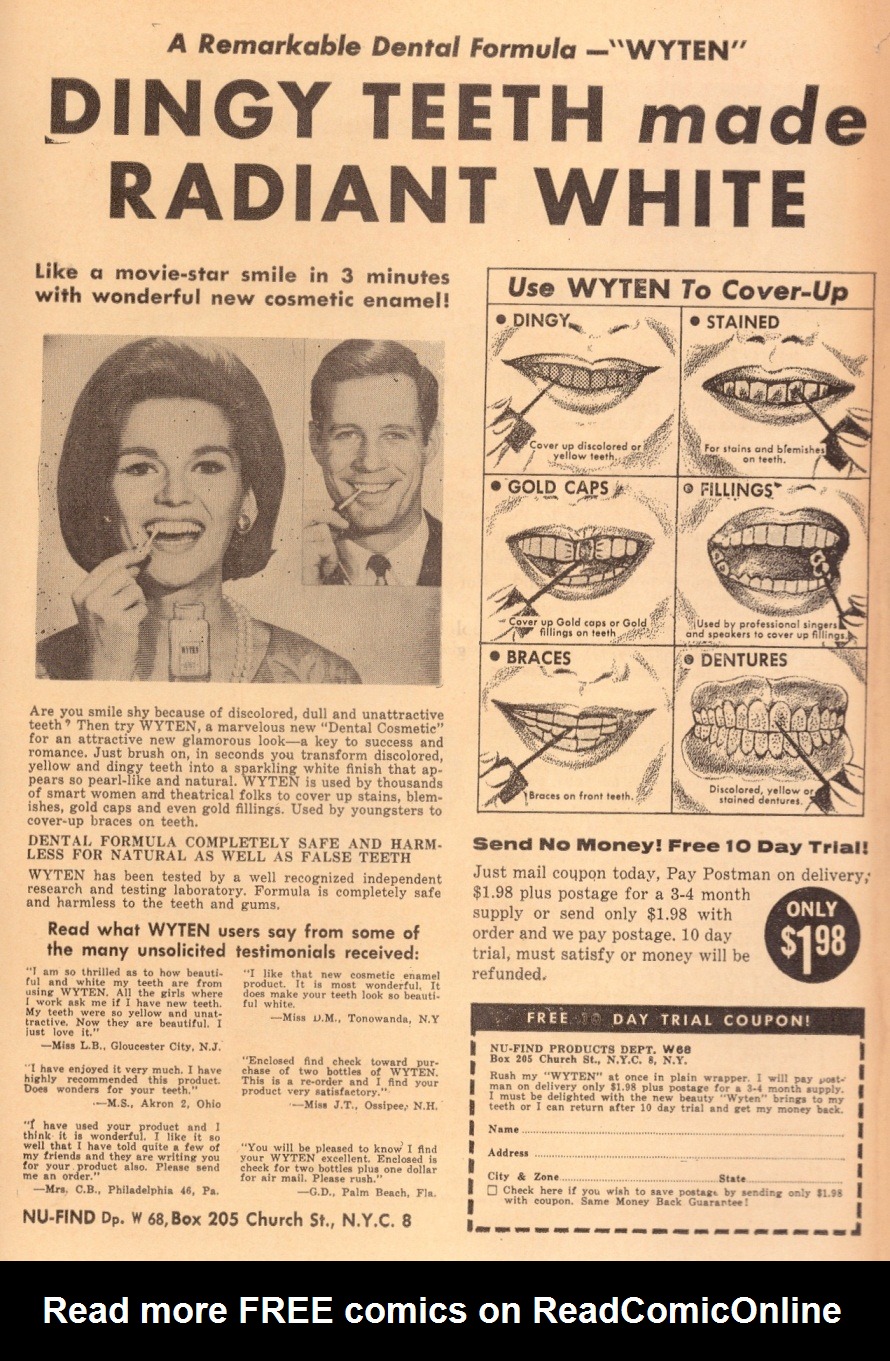 A Remarkable Dental Formula —"WYTEN"
DINGY TEETH made
RADIANT WHITE
Like a movie-star smile in 3 minutes
with wonderful new cosmetic enamel!
WYTEN
Are you smile shy because of discolored, dull and unattractive
teeth? Then try WYTEN, a marvelous new "Dental Cosmetic"
for an attractive new glamorous look—a key to success and
romance. Just brush on, in seconds you transform discolored,
yellow and dingy teeth into a sparkling white finish that ap-
pears so pearl-like and natural. WYTEN is used by thousands
of smart women and theatrical folks to cover up stains, blem-
ishes, gold caps and even gold fillings. Used by youngsters to
cover-up braces on teeth.
DENTAL FORMULA COMPLETELY SAFE AND HARM-
LESS FOR NATURAL AS WELL AS FALSE TEETH
WYTEN has been tested by a well recognized independent
research and testing laboratory. Formula is completely safe
and harmless to the teeth and gums.
Read what WYTEN users say from some of
the many unsolicited testimonials received:
"I am so thrilled as to how beauti-
ful and white my teeth are from
using WYTEN. All the girls where
I work ask me if I have new teeth.
My teeth were so yellow and unat-
tractive. Now they are beautiful. I
just love it."
—Miss L.B., Gloucester City, N.J.
"I have enjoyed it very much. I have
highly recommended this product.
Does wonders for your teeth."
—M.S., Akron 2, Ohio
"I have used your product and I
think it is wonderful. I like it so
well that I have told quite a few of
my friends and they are writing you
for your product also. Please send
me an order."
—Mrs. C.B., Philadelphia 46, Pa.
"I like that new cosmetic enamel
product. It is most wonderful. It
does make your teeth look so beauti-
ful white.
—Miss D.M., Tonowanda, N.Y
"Enclosed find check toward pur-
chase of two bottles of WYTEN.
This is a re-order and I find your
product very satisfactory."
—Miss J.T., Ossipee, N.H.
"You will be pleased to know I find
your WYTEN excellent. Enclosed is
check for two bottles plus one dollar
for air mail. Please rush."
—G.D., Palm Beach, Fla.
NU-FIND Dp. W 68, Box 205 Church St., N.Y.C. 8
Use WYTEN To Cover-Up
• DINGY
Cover up discolored or
yellow teeth.
• STAINED
For stains and blemishes
on teeth.
• GOLD CAPS
Cover up Gold caps or Gold
fillings on teeth
• FILLINGS
Used by professional singers
and speakers to cover up fillings.
• BRACES
Braces on front teeth.
• DENTURES
Discolored, yellow or
stained dentures.
Send No Money! Free 10 Day Trial!
Just mail coupon today, Pay Postman on delivery,
$1.98 plus postage for a 3-4 month
supply or send only $1.98 with
order and we pay postage. 10 day
trial, must satisfy or money will be
refunded.
ONLY
$1.98
FREE 10 DAY TRIAL COUPON!
NU-FIND PRODUCTS DEPT. W68
Box 205 Church St., N.Y.C. 8, N.Y.
Rush my "WYTEN" at once in plain wrapper. I will pay post-
man on delivery only $1.98 plus postage for a 3-4 month supply.
I must be delighted with the new beauty "Wyten" brings to my
teeth or I can return after 10 day trial and get my money back.
Name
Address
City & Zone State
☐ Check here if you wish to save postage by sending only $1.98
with coupon. Same Money Back Guarantee!
Read more FREE comics on ReadComicOnline